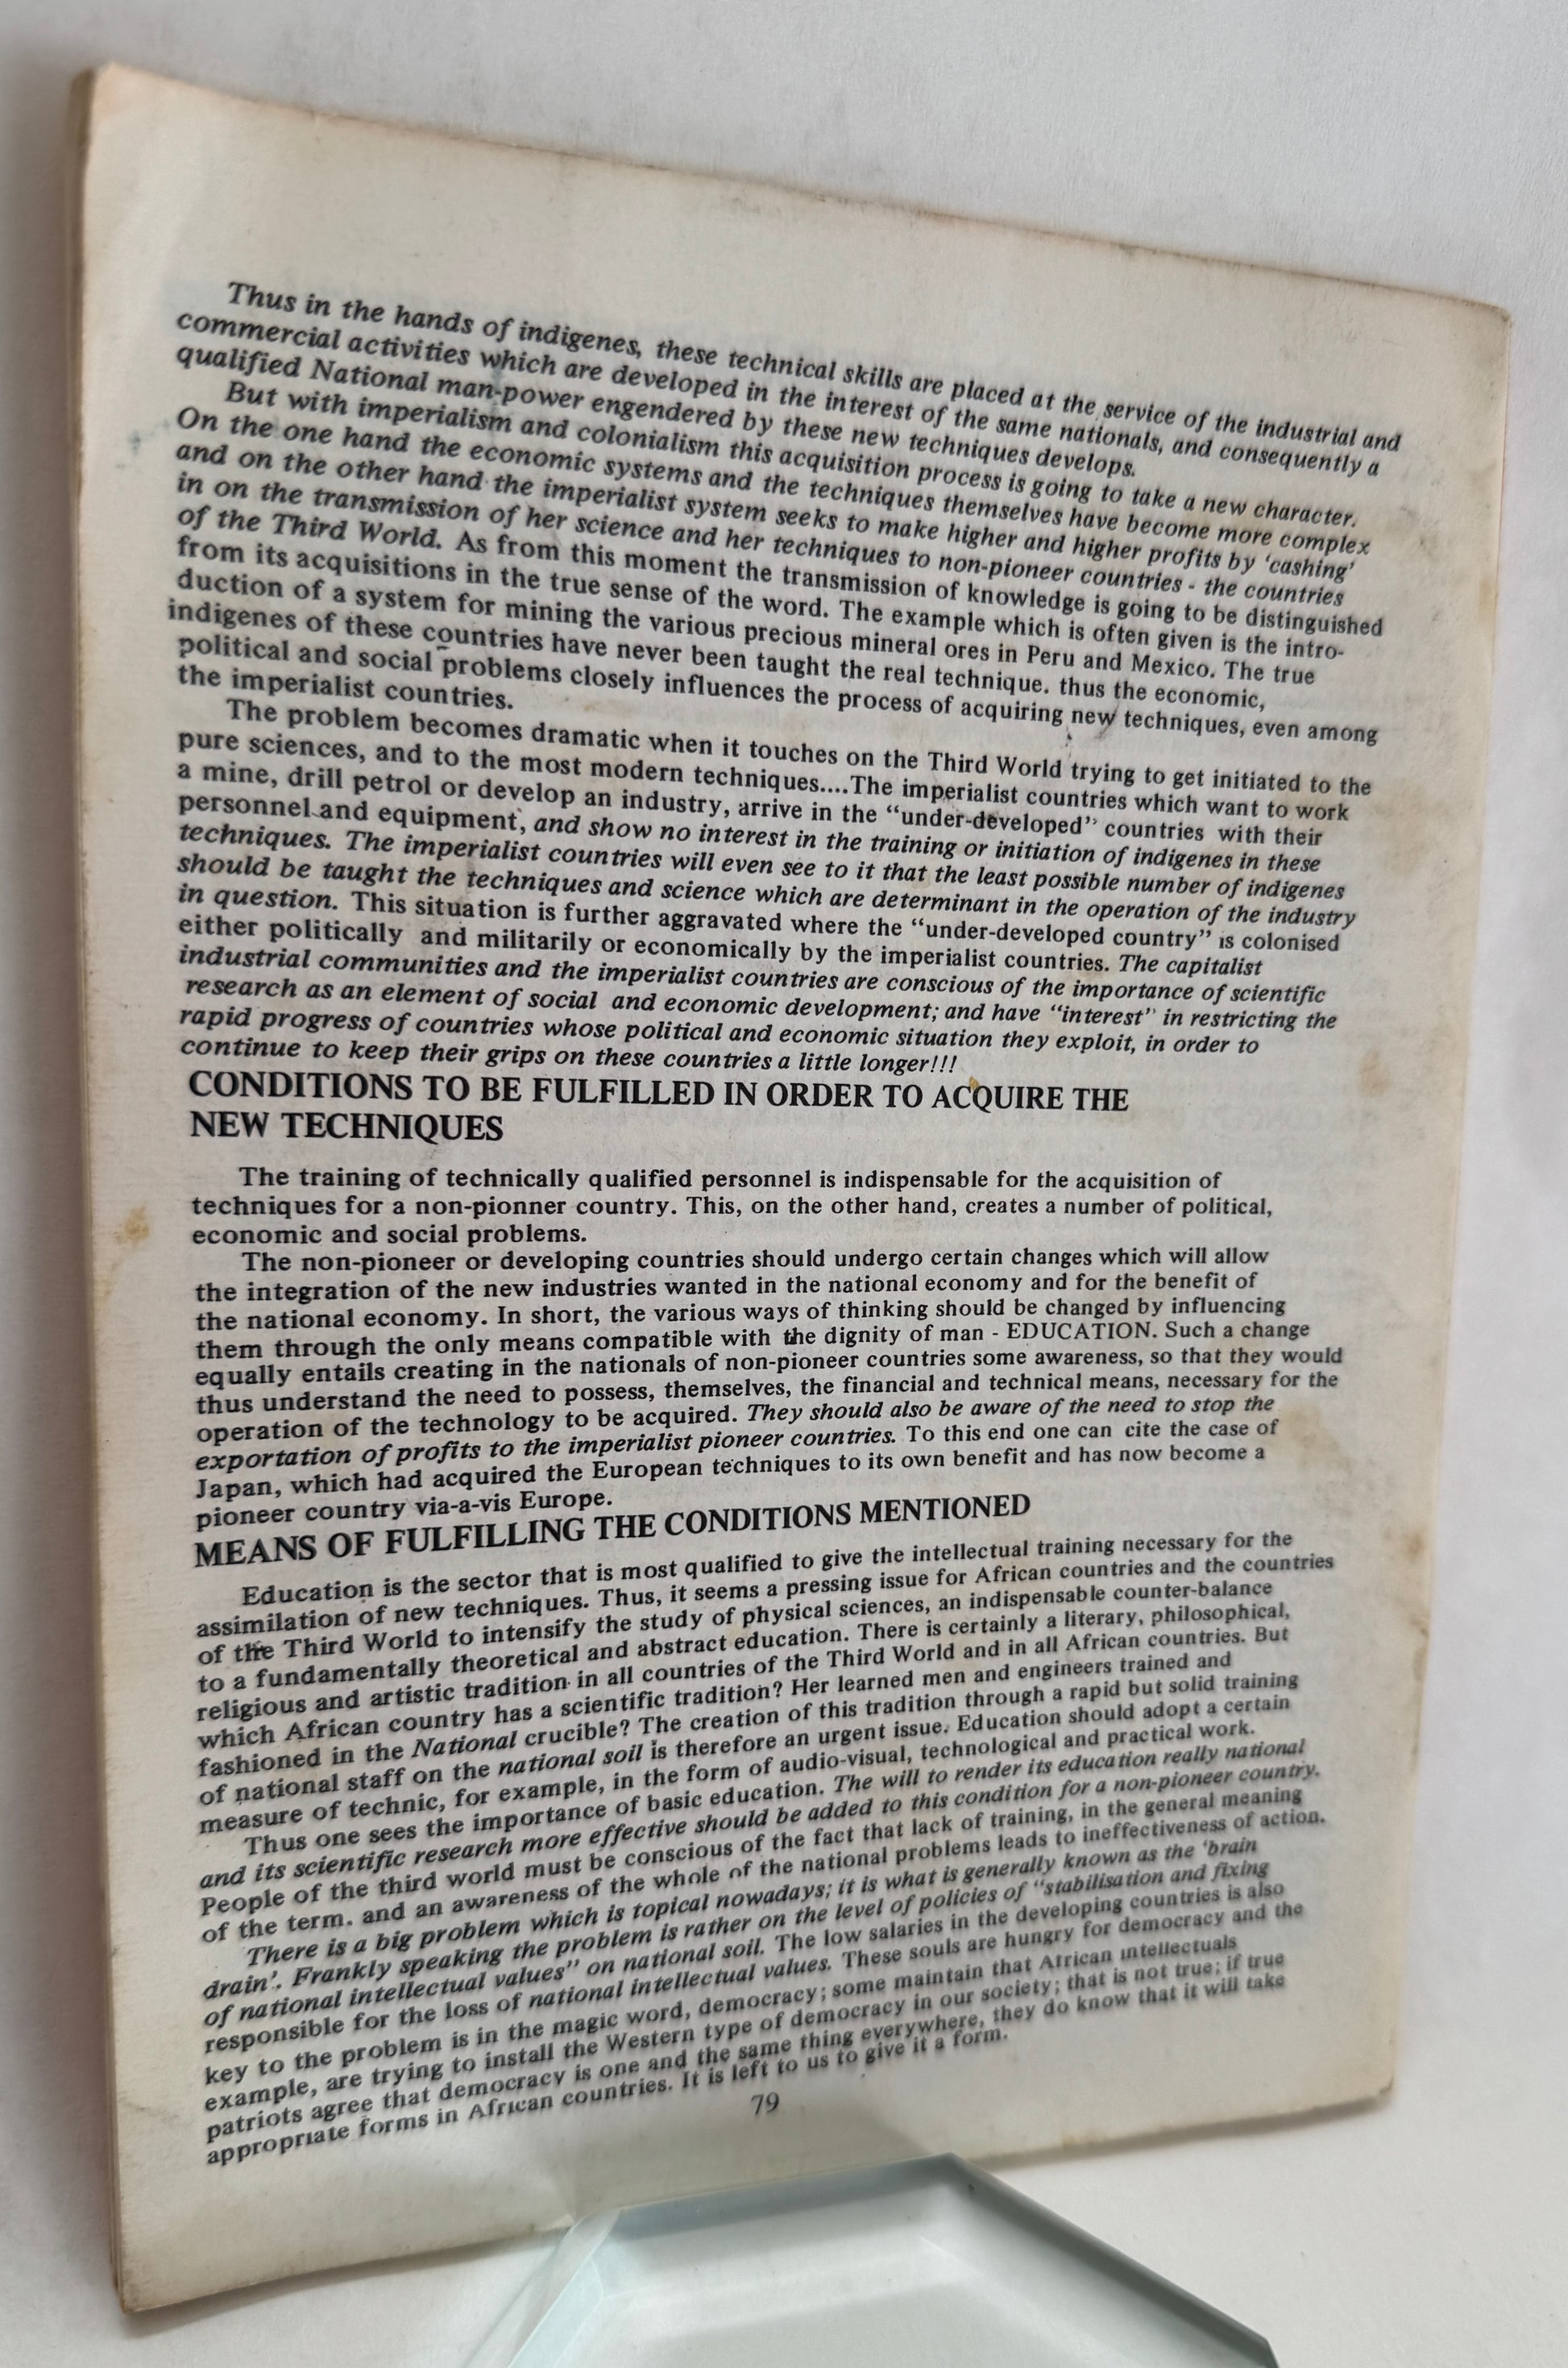 Thus in the hands of indigenes, these technical skills are placed at the service of the industrial and
commercial activities which are developed in the interest of the same nationals, and consequently a
qualified National man-power engendered by these new techniques develops.
But with imperialism and colonialism this acquisition process is going to take a new character.
On the one hand the economic systems and the techniques themselves have become more complex
and on the other hand the imperialist system seeks to make higher and higher profits by 'cashing'
in on the transmission of her science and her techniques to non-pioneer countries - the countries
of the Third World. As from this moment the transmission of knowledge is going to be distinguished
from its acquisitions in the true sense of the word. The example which is often given is the intro-
duction of a system for mining the various precious mineral ores in Peru and Mexico. The true
indigenes of these countries have never been taught the real technique. thus the economic,
political and social problems closely influences the process of acquiring new techniques, even among
the imperialist countries.
The problem becomes dramatic when it touches on the Third World trying to get initiated to the
pure sciences, and to the most modern techniques....The imperialist countries which want to work
a mine, drill petrol or develop an industry, arrive in the "under-developed" countries with their
personnel and equipment, and show no interest in the training or initiation of indigenes in these
techniques. The imperialist countries will even see to it that the least possible number of indigenes
should be taught the techniques and science which are determinant in the operation of the industry
in question. This situation is further aggravated where the "under-developed country" is colonised
either politically and militarily or economically by the imperialist countries. The capitalist
industrial communities and the imperialist countries are conscious of the importance of scientific
research as an element of social and economic development; and have "interest" in restricting the
rapid progress of countries whose political and economic situation they exploit, in order to
continue to keep their grips on these countries a little longer!!!
CONDITIONS TO BE FULFILLED IN ORDER TO ACQUIRE THE
NEW TECHNIQUES
The training of technically qualified personnel is indispensable for the acquisition of
techniques for a non-pionner country. This, on the other hand, creates a number of political,
economic and social problems.
The non-pioneer or developing countries should undergo certain changes which will allow
the integration of the new industries wanted in the national economy and for the benefit of
the national economy. In short, the various ways of thinking should be changed by influencing
them through the only means compatible with the dignity of man - EDUCATION. Such a change
equally entails creating in the nationals of non-pioneer countries some awareness, so that they would
thus understand the need to possess, themselves, the financial and technical means, necessary for the
operation of the technology to be acquired. They should also be aware of the need to stop the
exportation of profits to the imperialist pioneer countries. To this end one can cite the case of
Japan, which had acquired the European techniques to its own benefit and has now become a
pioneer country via-a-vis Europe.
MEANS OF FULFILLING THE CONDITIONS MENTIONED
Education is the sector that is most qualified to give the intellectual training necessary for the
assimilation of new techniques. Thus, it seems a pressing issue for African countries and the countries
of the Third World to intensify the study of physical sciences, an indispensable counter-balance
to a fundamentally theoretical and abstract education. There is certainly a literary, philosophical,
religious and artistic tradition in all countries of the Third World and in all African countries. But
which African country has a scientific tradition? Her learned men and engineers trained and
fashioned in the National crucible? The creation of this tradition through a rapid but solid training
of national staff on the national soil is therefore an urgent issue. Education should adopt a certain
measure of technic, for example, in the form of audio-visual, technological and practical work.
Thus one sees the importance of basic education. The will to render its education really national
and its scientific research more effective should be added to this condition for a non-pioneer country.
People of the third world must be conscious of the fact that lack of training, in the general meaning
of the term. and an awareness of the whole of the national problems leads to ineffectiveness of action.
There is a big problem which is topical nowadays; it is what is generally known as the 'brain
drain'. Frankly speaking the problem is rather on the level of policies of "stabilisation and fixing
of national intellectual values" on national soil. The low salaries in the developing countries is also
responsible for the loss of national intellectual values. These souls are hungry for democracy and the
key to the problem is in the magic word, democracy; some maintain that African intellectuals
example, are trying to install the Western type of democracy in our society; that is not true; if true
patriots agree that democracy is one and the same thing everywhere, they do know that it will take
appropriate forms in African countries. It is left to us to give it a form.
79